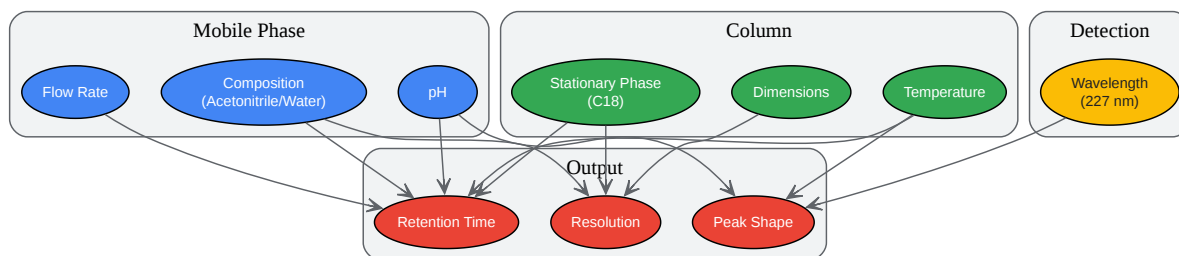 Mobile Phase
Column
Detection
Flow Rate
Composition
(Acetonitrile/Water)
pH
Stationary Phase
(C18)
Dimensions
Temperature
Wavelength
(227 nm)
Output
Retention Time
Resolution
Peak Shape